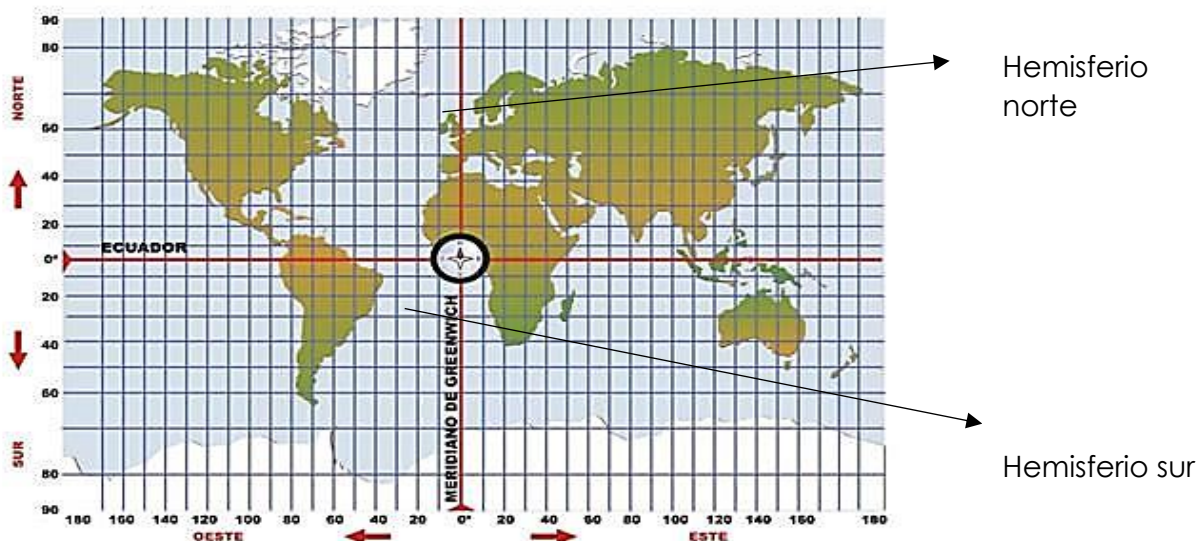 90
80
60
40
20
0°
20
40
60
80
90
NORTE
SUR
ECUADOR
MERIDIANO DE GREENWICH
180 160 140 120 100 80 60 40 20 0° 20 40 60 80 100 120 140 160 180
OESTE
ESTE
Hemisferio
norte
Hemisferio sur